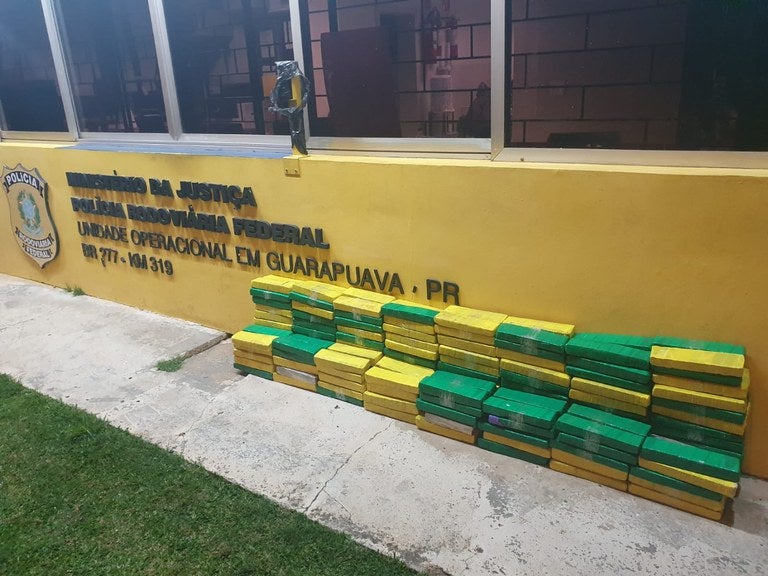 POLÍCIA
RODOVIÁRIA
FEDERAL
MINISTÉRIO DA JUSTIÇA
POLÍCIA RODOVIÁRIA FEDERAL
UNIDADE OPERACIONAL EM GUARAPUAVA - PR
BR 277 - KM 319